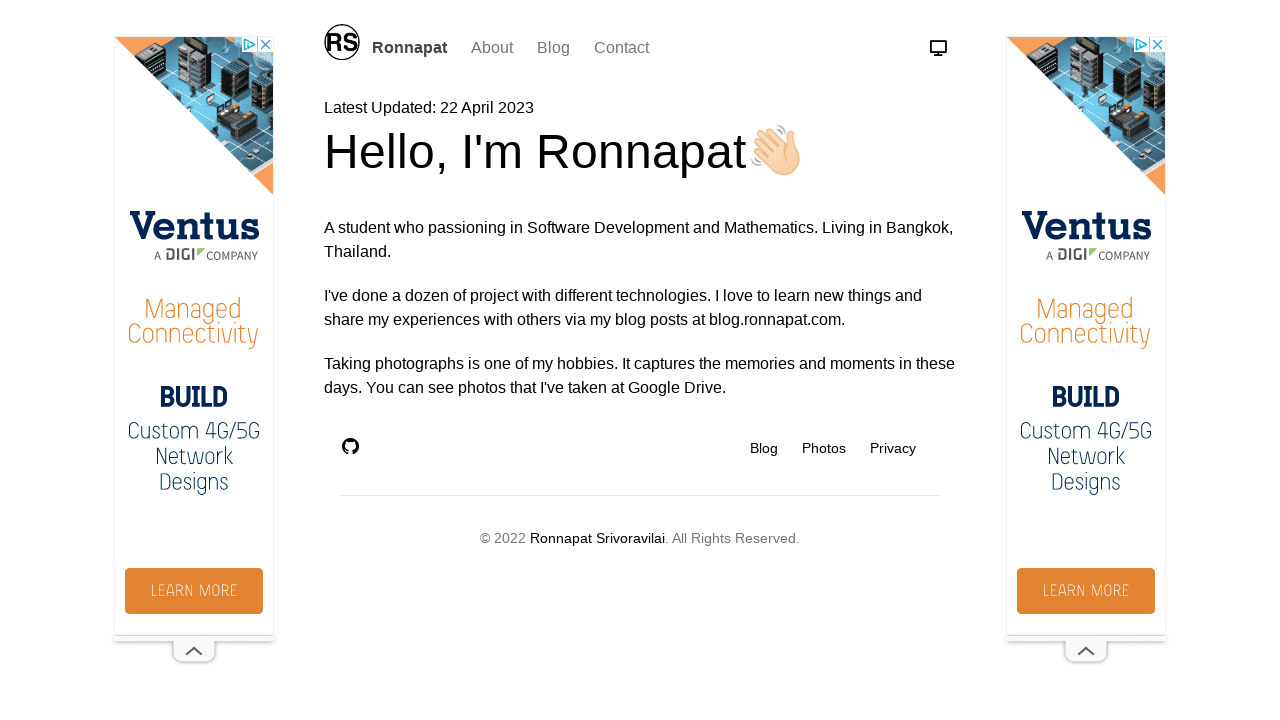 RS
Ronnapat About Blog Contact
Latest Updated: 22 April 2023
Hello, I'm Ronnapat👋🏻
A student who passioning in Software Development and Mathematics. Living in Bangkok,
Thailand.
I've done a dozen of project with different technologies. I love to learn new things and
share my experiences with others via my blog posts at blog.ronnapat.com.
Taking photographs is one of my hobbies. It captures the memories and moments in these
days. You can see photos that I've taken at Google Drive.
Blog Photos Privacy
© 2022 Ronnapat Srivoravilai. All Rights Reserved.
Ventus
A DIGI COMPANY
Managed
Connectivity
BUILD
Custom 4G/5G
Network
Designs
LEARN MORE
Ventus
A DIGI COMPANY
Managed
Connectivity
BUILD
Custom 4G/5G
Network
Designs
LEARN MORE